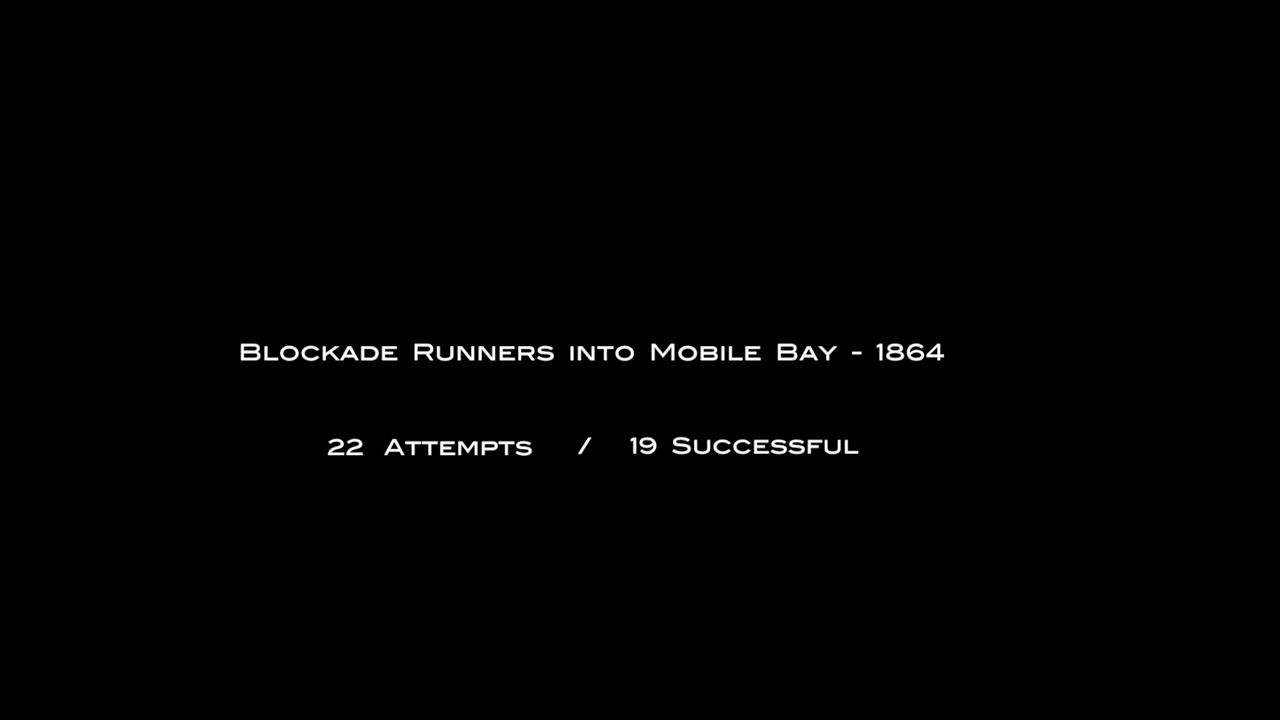 Blockade Runners into Mobile Bay - 1864
22 Attempts / 19 Successful